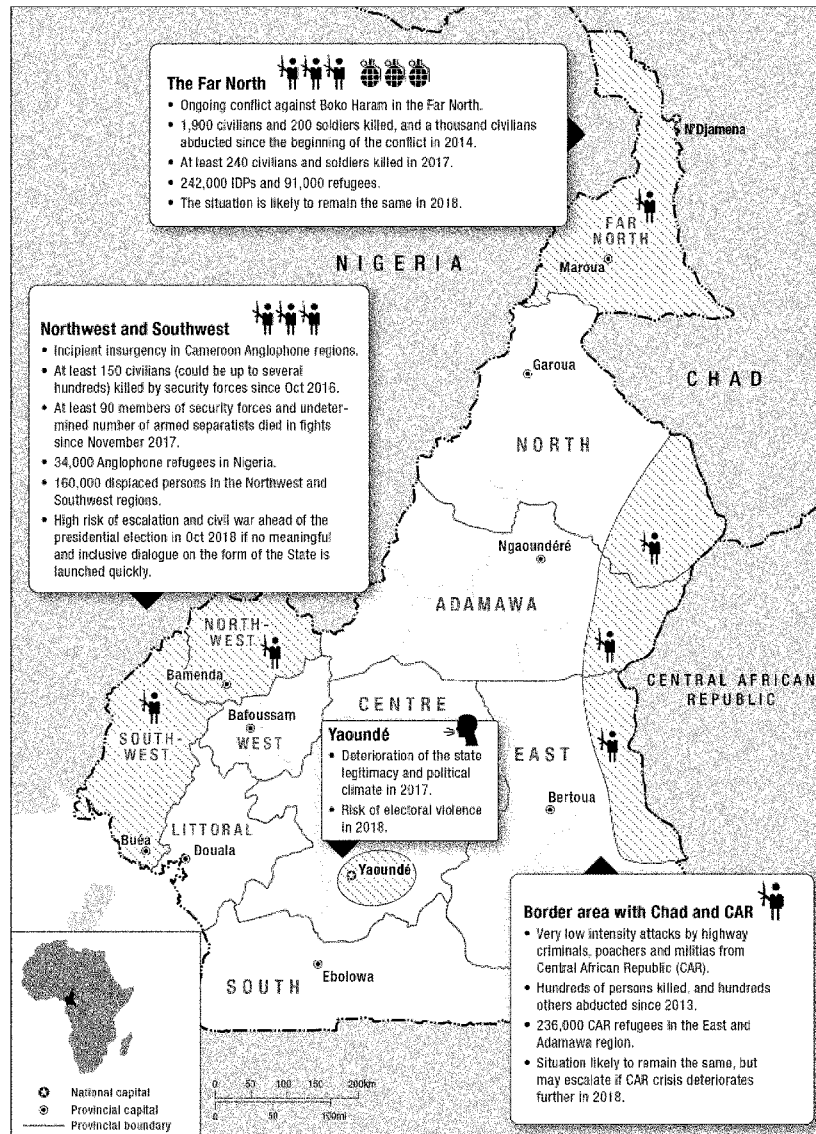 The Far North
• Ongoing conflict against Boko Haram in the Far North.
• 1,900 civilians and 200 soldiers killed, and a thousand civilians
abducted since the beginning of the conflict in 2014.
• At least 240 civilians and soldiers killed in 2017.
• 242,000 IDPs and 91,000 refugees.
• The situation is likely to remain the same in 2018.
N'Djamena
FAR
NORTH
Maroua
NIGERIA
Northwest and Southwest
• Incipient insurgency in Cameroon Anglophone regions.
• At least 150 civilians (could be up to several
hundreds) killed by security forces since Oct 2016.
• At least 90 members of security forces and undeter-
mined number of armed separatists died in fights
since November 2017.
• 34,000 Anglophone refugees in Nigeria.
• 160,000 displaced persons in the Northwest and
Southwest regions.
• High risk of escalation and civil war ahead of the
presidential election in Oct 2018 if no meaningful
and inclusive dialogue on the form of the State is
launched quickly.
Garoua
CHAD
NORTH
Ngaoundéré
ADAMAWA
NORTH-
WEST
Bamenda
CENTRAL AFRICAN
REPUBLIC
CENTRE
Bafoussam
WEST
SOUTH-
WEST
Yaoundé
• Deterioration of the state
legitimacy and political
climate in 2017.
• Risk of electoral violence
in 2018.
EAST
Bertoua
LITTORAL
Buéa
Douala
Yaoundé
Border area with Chad and CAR
• Very low intensity attacks by highway
criminals, poachers and militias from
Central African Republic (CAR).
• Hundreds of persons killed, and hundreds
others abducted since 2013.
• 236,000 CAR refugees in the East and
Adamawa region.
• Situation likely to remain the same, but
may escalate if CAR crisis deteriorates
further in 2018.
SOUTH
Ebolowa
National capital
Provincial capital
Provincial boundary
0 50 100 150 200km
0 50 100mi